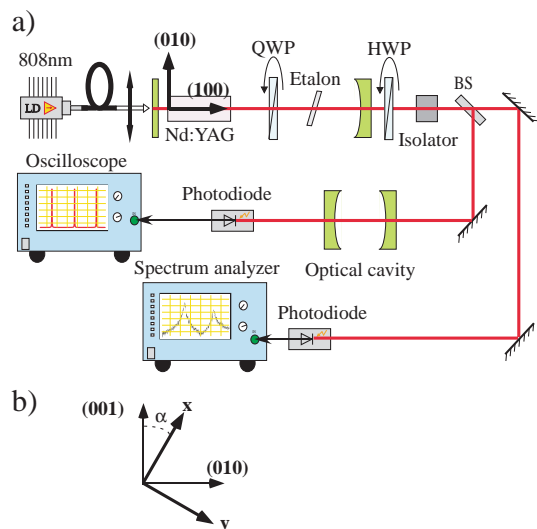 a)
808nm
(010)
QWP
HWP
Etalon
BS
(100)
LD
Nd:YAG
Isolator
Oscilloscope
Photodiode
Optical cavity
Spectrum analyzer
Photodiode
b)
(001)
α
x
(010)
y